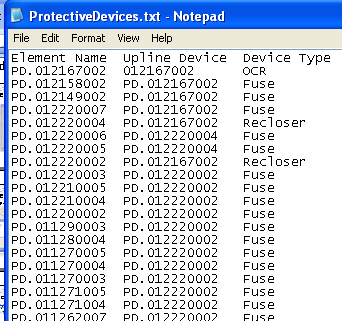 ProtectiveDevices.txt - Notepad
File Edit Format View Help
Element Name Upline Device Device Type
PD.012167002 012167002 OCR
PD.012158002 PD.012167002 Fuse
PD.012149002 PD.012167002 Fuse
PD.012220007 PD.012167002 Fuse
PD.012220004 PD.012167002 Recloser
PD.012220006 PD.012220004 Fuse
PD.012220005 PD.012220004 Fuse
PD.012220002 PD.012167002 Recloser
PD.012220003 PD.012220002 Fuse
PD.012210005 PD.012220002 Fuse
PD.012210004 PD.012220002 Fuse
PD.012200002 PD.012220002 Fuse
PD.011290003 PD.012220002 Fuse
PD.011280004 PD.012220002 Fuse
PD.011270005 PD.012220002 Fuse
PD.011270004 PD.012220002 Fuse
PD.011270003 PD.012220002 Fuse
PD.011271005 PD.012220002 Fuse
PD.011271004 PD.012220002 Fuse
PD.011262007 PD.012220002 Fuse